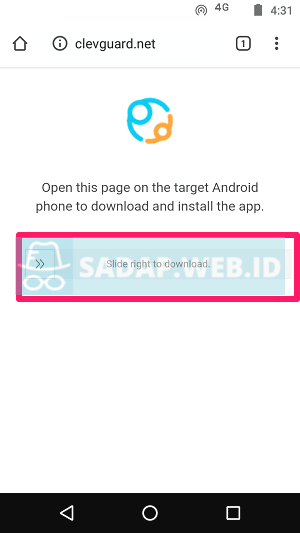 4G
4:31
clevguard.net
1
Open this page on the target Android
phone to download and install the app.
Slide right to download.
SADAP.WEB.ID